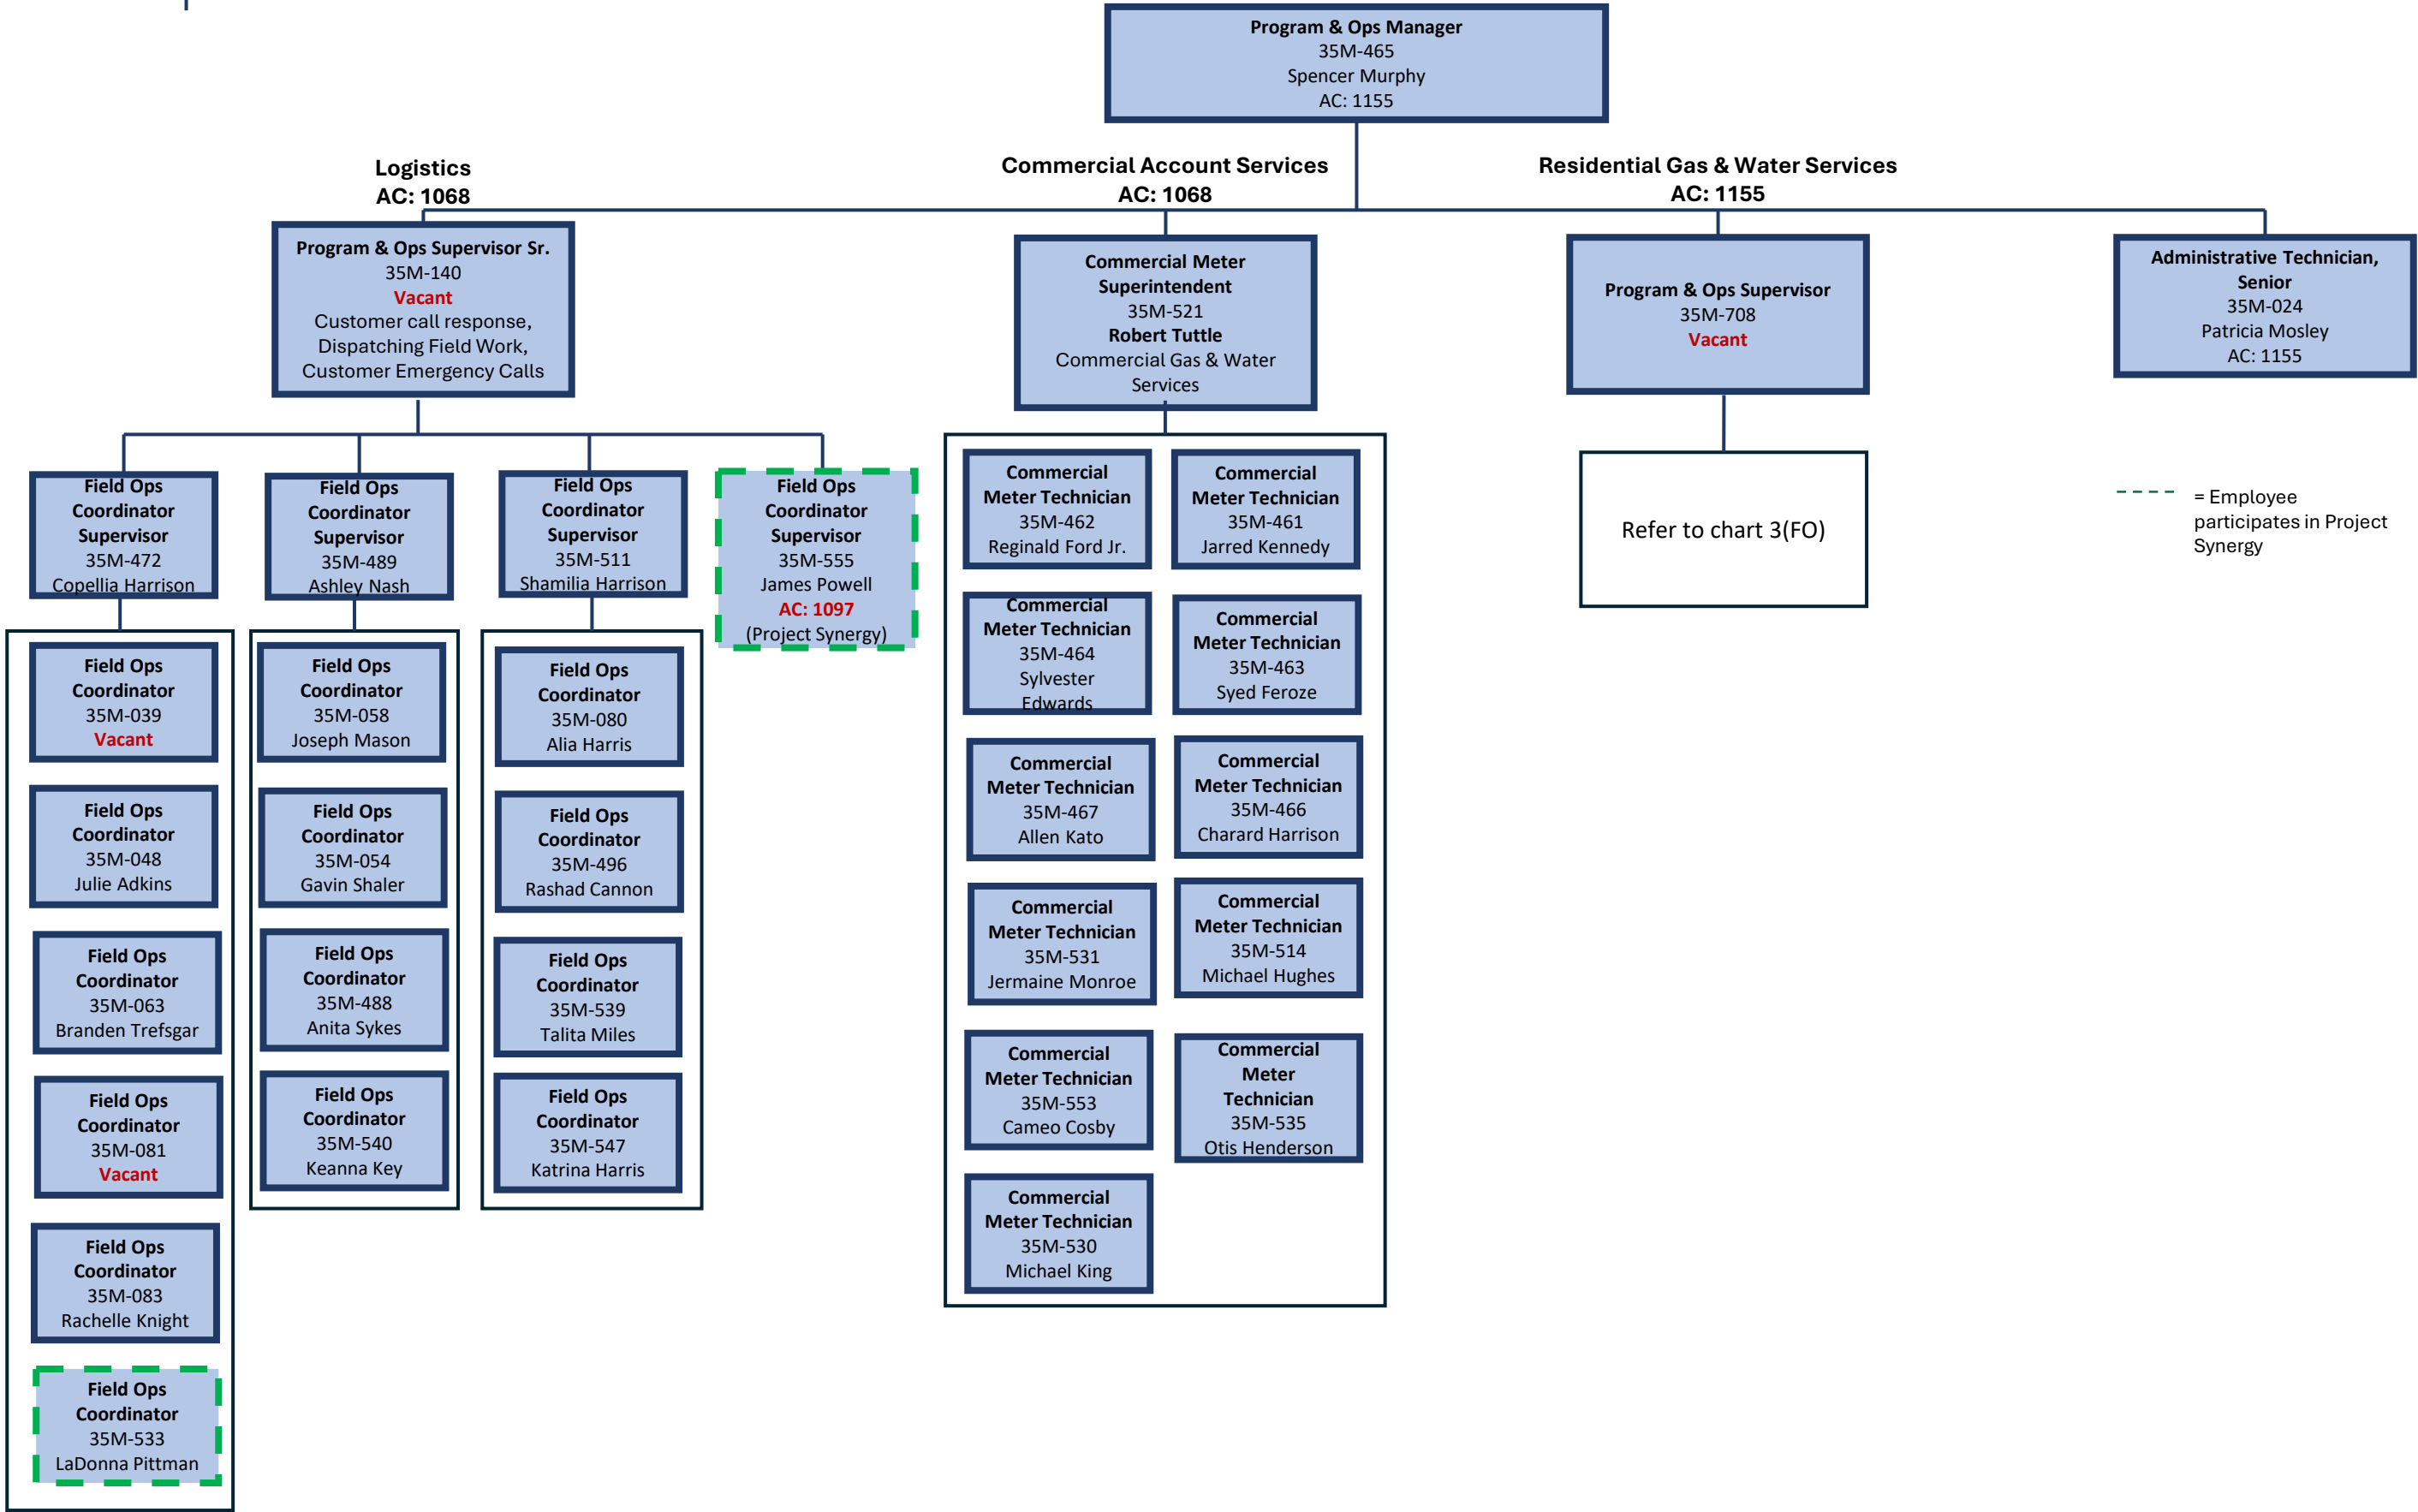 Program & Ops Manager
35M-465
Spencer Murphy
AC: 1155
Logistics
AC: 1068
Commercial Account Services
AC: 1068
Residential Gas & Water Services
AC: 1155
Program & Ops Supervisor Sr.
35M-140
Vacant
Customer call response,
Dispatching Field Work,
Customer Emergency Calls
Commercial Meter
Superintendent
35M-521
Robert Tuttle
Commercial Gas & Water
Services
Program & Ops Supervisor
35M-708
Vacant
Administrative Technician,
Senior
35M-024
Patricia Mosley
AC: 1155
Field Ops
Coordinator
Supervisor
35M-472
Copellia Harrison
Field Ops
Coordinator
Supervisor
35M-489
Ashley Nash
Field Ops
Coordinator
Supervisor
35M-511
Shamilia Harrison
Field Ops
Coordinator
Supervisor
35M-555
James Powell
AC: 1097
(Project Synergy)
Field Ops
Coordinator
35M-039
Vacant
Field Ops
Coordinator
35M-048
Julie Adkins
Field Ops
Coordinator
35M-063
Branden Trefsgar
Field Ops
Coordinator
35M-081
Vacant
Field Ops
Coordinator
35M-083
Rachelle Knight
Field Ops
Coordinator
35M-533
LaDonna Pittman
Field Ops
Coordinator
35M-058
Joseph Mason
Field Ops
Coordinator
35M-054
Gavin Shaler
Field Ops
Coordinator
35M-488
Anita Sykes
Field Ops
Coordinator
35M-540
Keanna Key
Field Ops
Coordinator
35M-080
Alia Harris
Field Ops
Coordinator
35M-496
Rashad Cannon
Field Ops
Coordinator
35M-539
Talita Miles
Field Ops
Coordinator
35M-547
Katrina Harris
Commercial
Meter Technician
35M-462
Reginald Ford Jr.
Commercial
Meter Technician
35M-461
Jarred Kennedy
Commercial
Meter Technician
35M-464
Sylvester
Edwards
Commercial
Meter Technician
35M-463
Syed Feroze
Commercial
Meter Technician
35M-467
Allen Kato
Commercial
Meter Technician
35M-466
Charard Harrison
Commercial
Meter Technician
35M-531
Jermaine Monroe
Commercial
Meter Technician
35M-514
Michael Hughes
Commercial
Meter Technician
35M-553
Cameo Cosby
Commercial
Meter
Technician
35M-535
Otis Henderson
Commercial
Meter Technician
35M-530
Michael King
Refer to chart 3(FO)
= Employee
participates in Project
Synergy